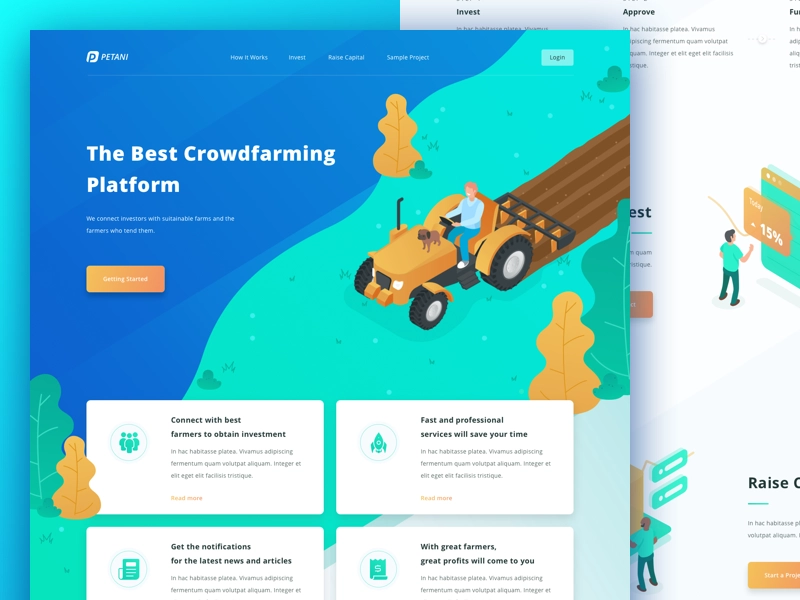 PETANI
How It Works
Invest
Raise Capital
Sample Project
Login
The Best Crowdfarming
Platform
We connect investors with suitainable farms and the
farmers who tend them.
Getting Started
Connect with best
farmers to obtain investment
In hac habitasse platea. Vivamus adipiscing
fermentum quam volutpat aliquam. Integer et
elit eget elit facilisis tristique.
Read more
Fast and professional
services will save your time
In hac habitasse platea. Vivamus adipiscing
fermentum quam volutpat aliquam. Integer et
elit eget elit facilisis tristique.
Read more
Get the notifications
for the latest news and articles
In hac habitasse platea. Vivamus adipiscing
fermentum quam volutpat aliquam. Integer et
With great farmers,
great profits will come to you
In hac habitasse platea. Vivamus adipiscing
fermentum quam volutpat aliquam. Integer et
Invest
Approve
In hac habitasse platea. Vivamus
In hac habitasse platea. Vivamus
adipiscing fermentum quam volutpat
aliquam. Integer et elit eget elit facilisis
tristique.
est
quam
tristique.
Today
15%
Raise C
In hac habitasse
volutpat aliquam.
Start a Proje